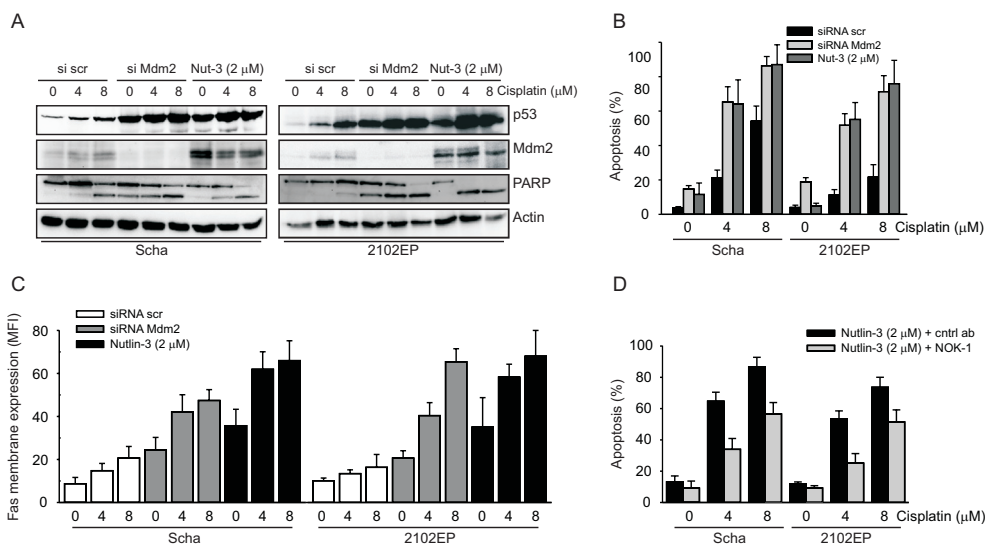 A
si scr si Mdm2 Nut-3 (2 μM) si scr si Mdm2 Nut-3 (2 μM)
0 4 8 0 4 8 0 4 8 Cisplatin (μM) 0 4 8 0 4 8 0 4 8
p53
Mdm2
PARP
Actin
Scha 2102EP
B
siRNA scr
siRNA Mdm2
Nut-3 (2 μM)
Apoptosis (%)
100
80
60
40
20
0
0 4 8 0 4 8 Cisplatin (μM)
Scha 2102EP
C
siRNA scr
siRNA Mdm2
Nutlin-3 (2 μM)
Fas membrane expression (MFI)
80
60
40
20
0
0 4 8 0 4 8 0 4 8 0 4 8 0 4 8 0 4 8
Scha 2102EP
D
Nutlin-3 (2 μM) + cntrl ab
Nutlin-3 (2 μM) + NOK-1
Apoptosis (%)
100
80
60
40
20
0
0 4 8 0 4 8 Cisplatin (μM)
Scha 2102EP